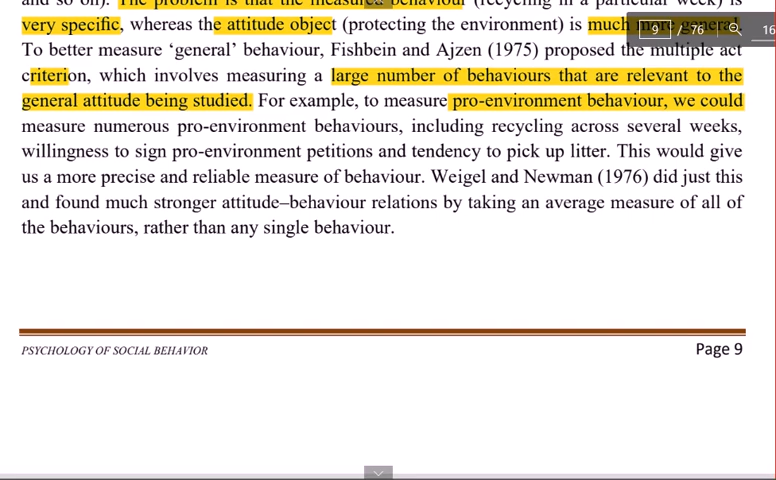 and so on). The problem is that the measured behaviour (recycling in a particular week) is
very specific, whereas the attitude object (protecting the environment) is much more general.
9 / 76
16
To better measure ‘general’ behaviour, Fishbein and Ajzen (1975) proposed the multiple act
criterion, which involves measuring a large number of behaviours that are relevant to the
general attitude being studied. For example, to measure pro-environment behaviour, we could
measure numerous pro-environment behaviours, including recycling across several weeks,
willingness to sign pro-environment petitions and tendency to pick up litter. This would give
us a more precise and reliable measure of behaviour. Weigel and Newman (1976) did just this
and found much stronger attitude–behaviour relations by taking an average measure of all of
the behaviours, rather than any single behaviour.
PSYCHOLOGY OF SOCIAL BEHAVIOR
Page 9